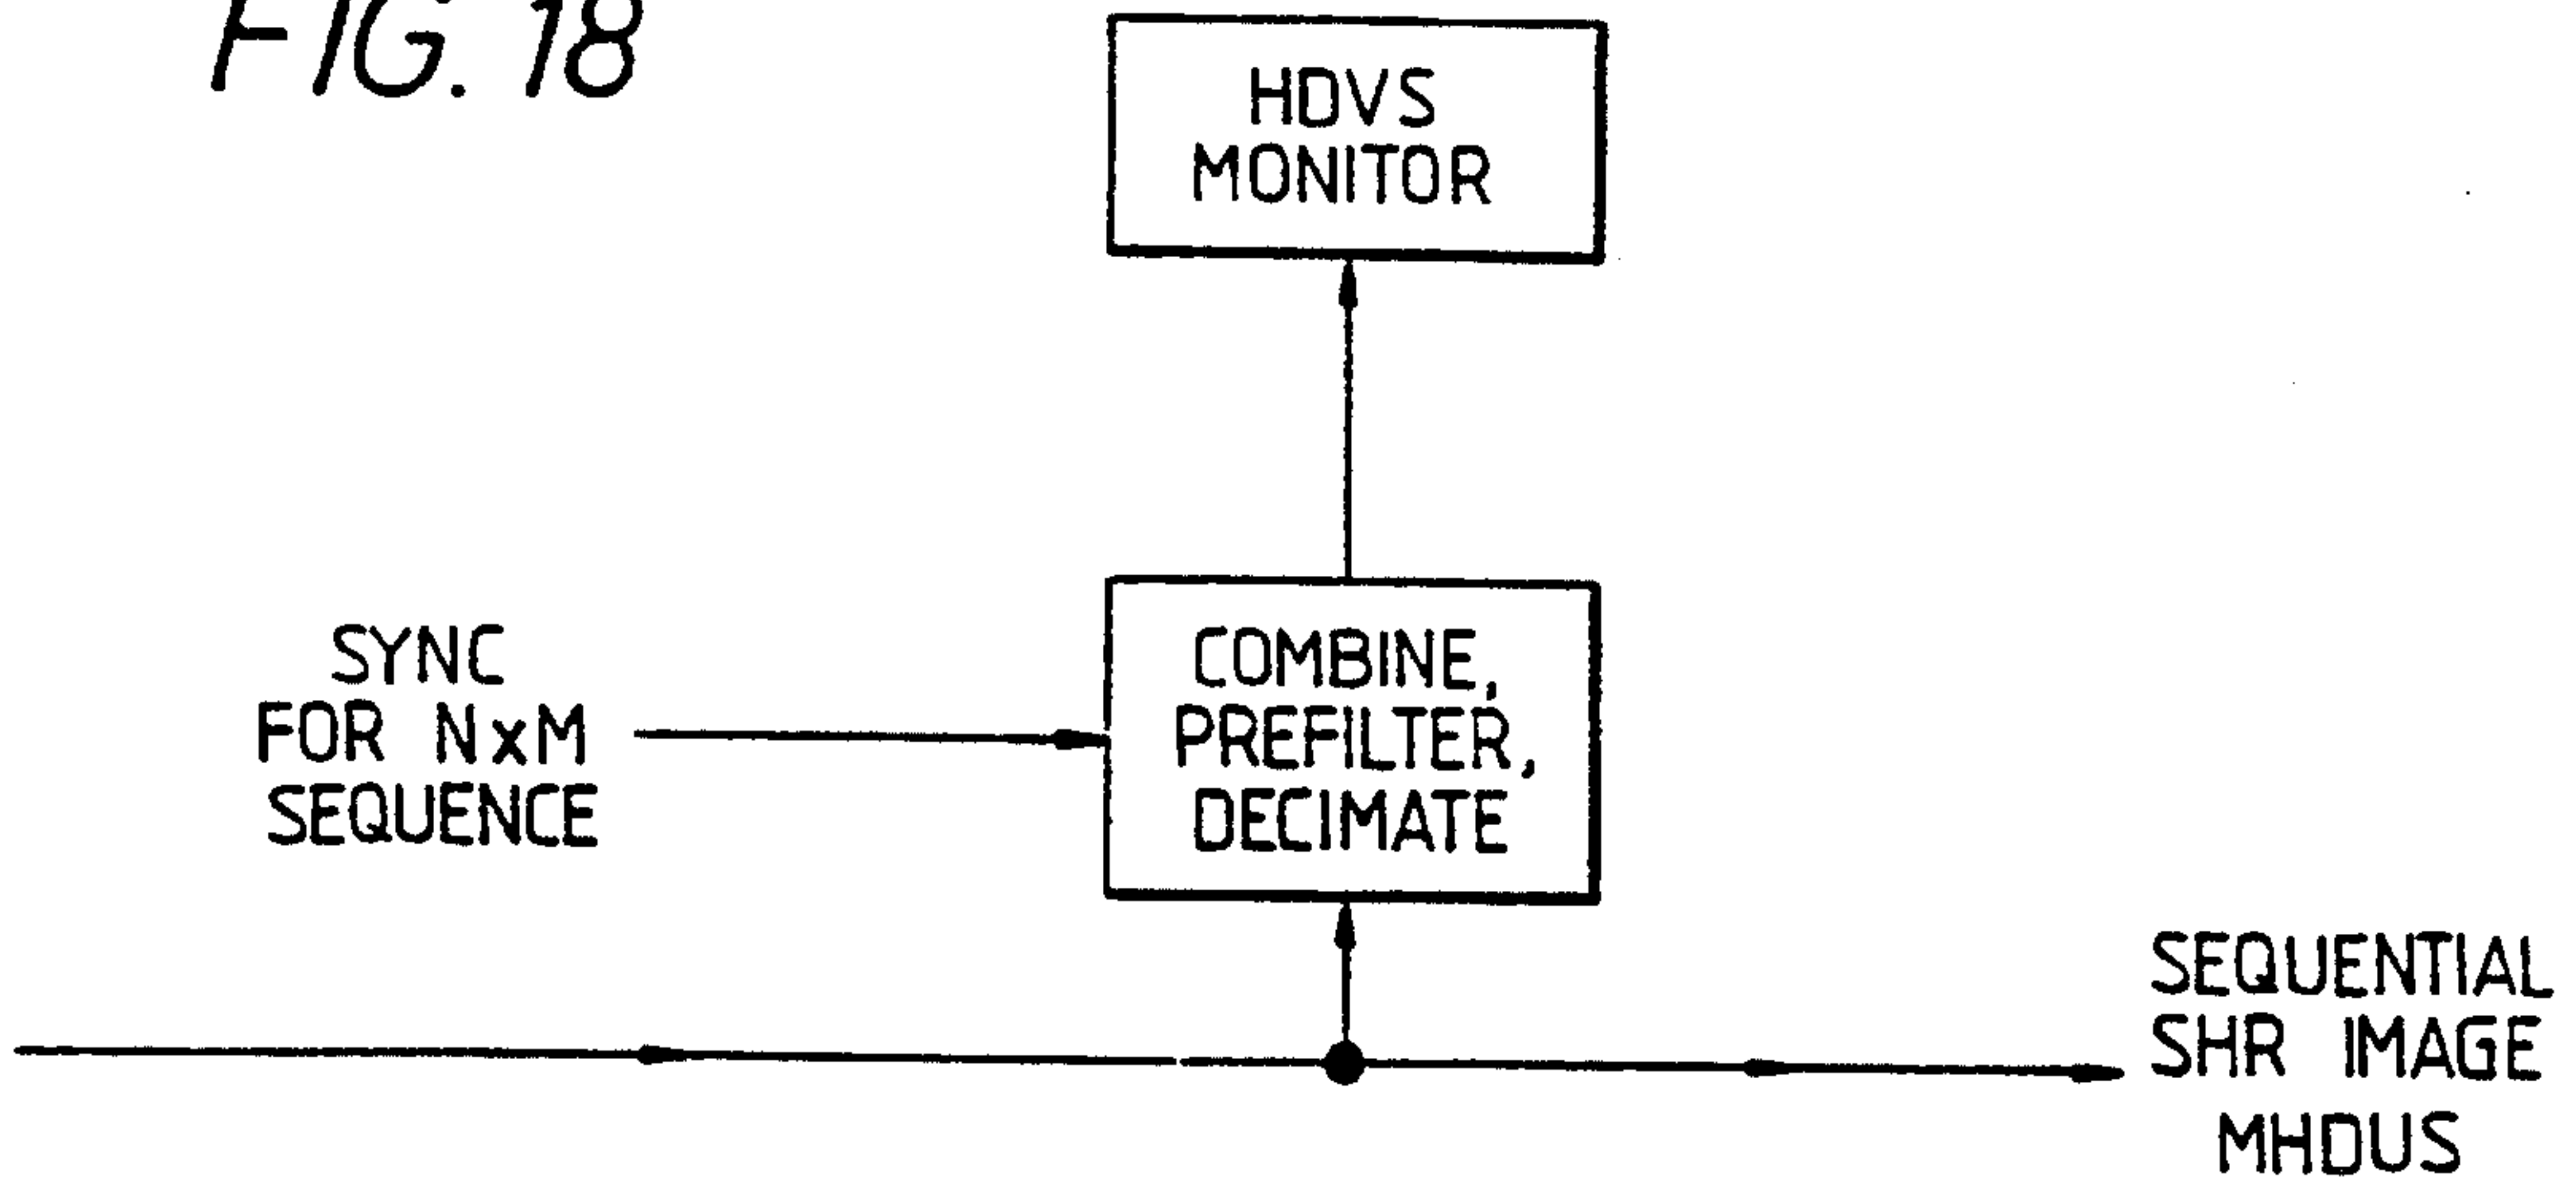 FIG. 18
HDVS
MONITOR
SYNC
FOR NxM
SEQUENCE
COMBINE,
PREFILTER,
DECIMATE
SEQUENTIAL
SHR IMAGE
MHDUS